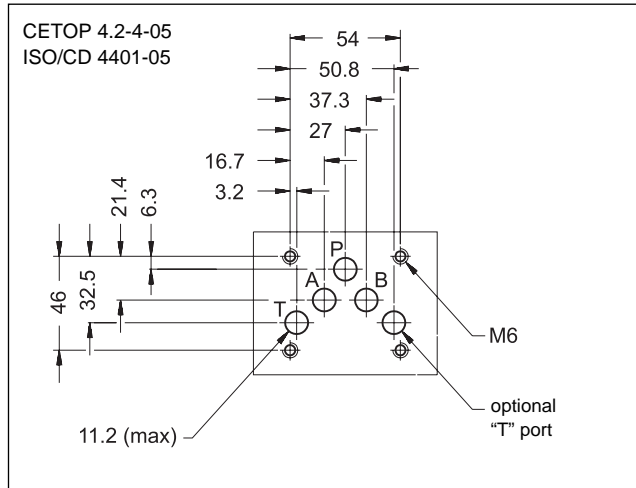 CETOP 4.2-4-05
ISO/CD 4401-05
54
50.8
37.3
27
16.7
3.2
21.4
6.3
46
32.5
P
A
B
T
M6
11.2 (max)
optional
“T” port